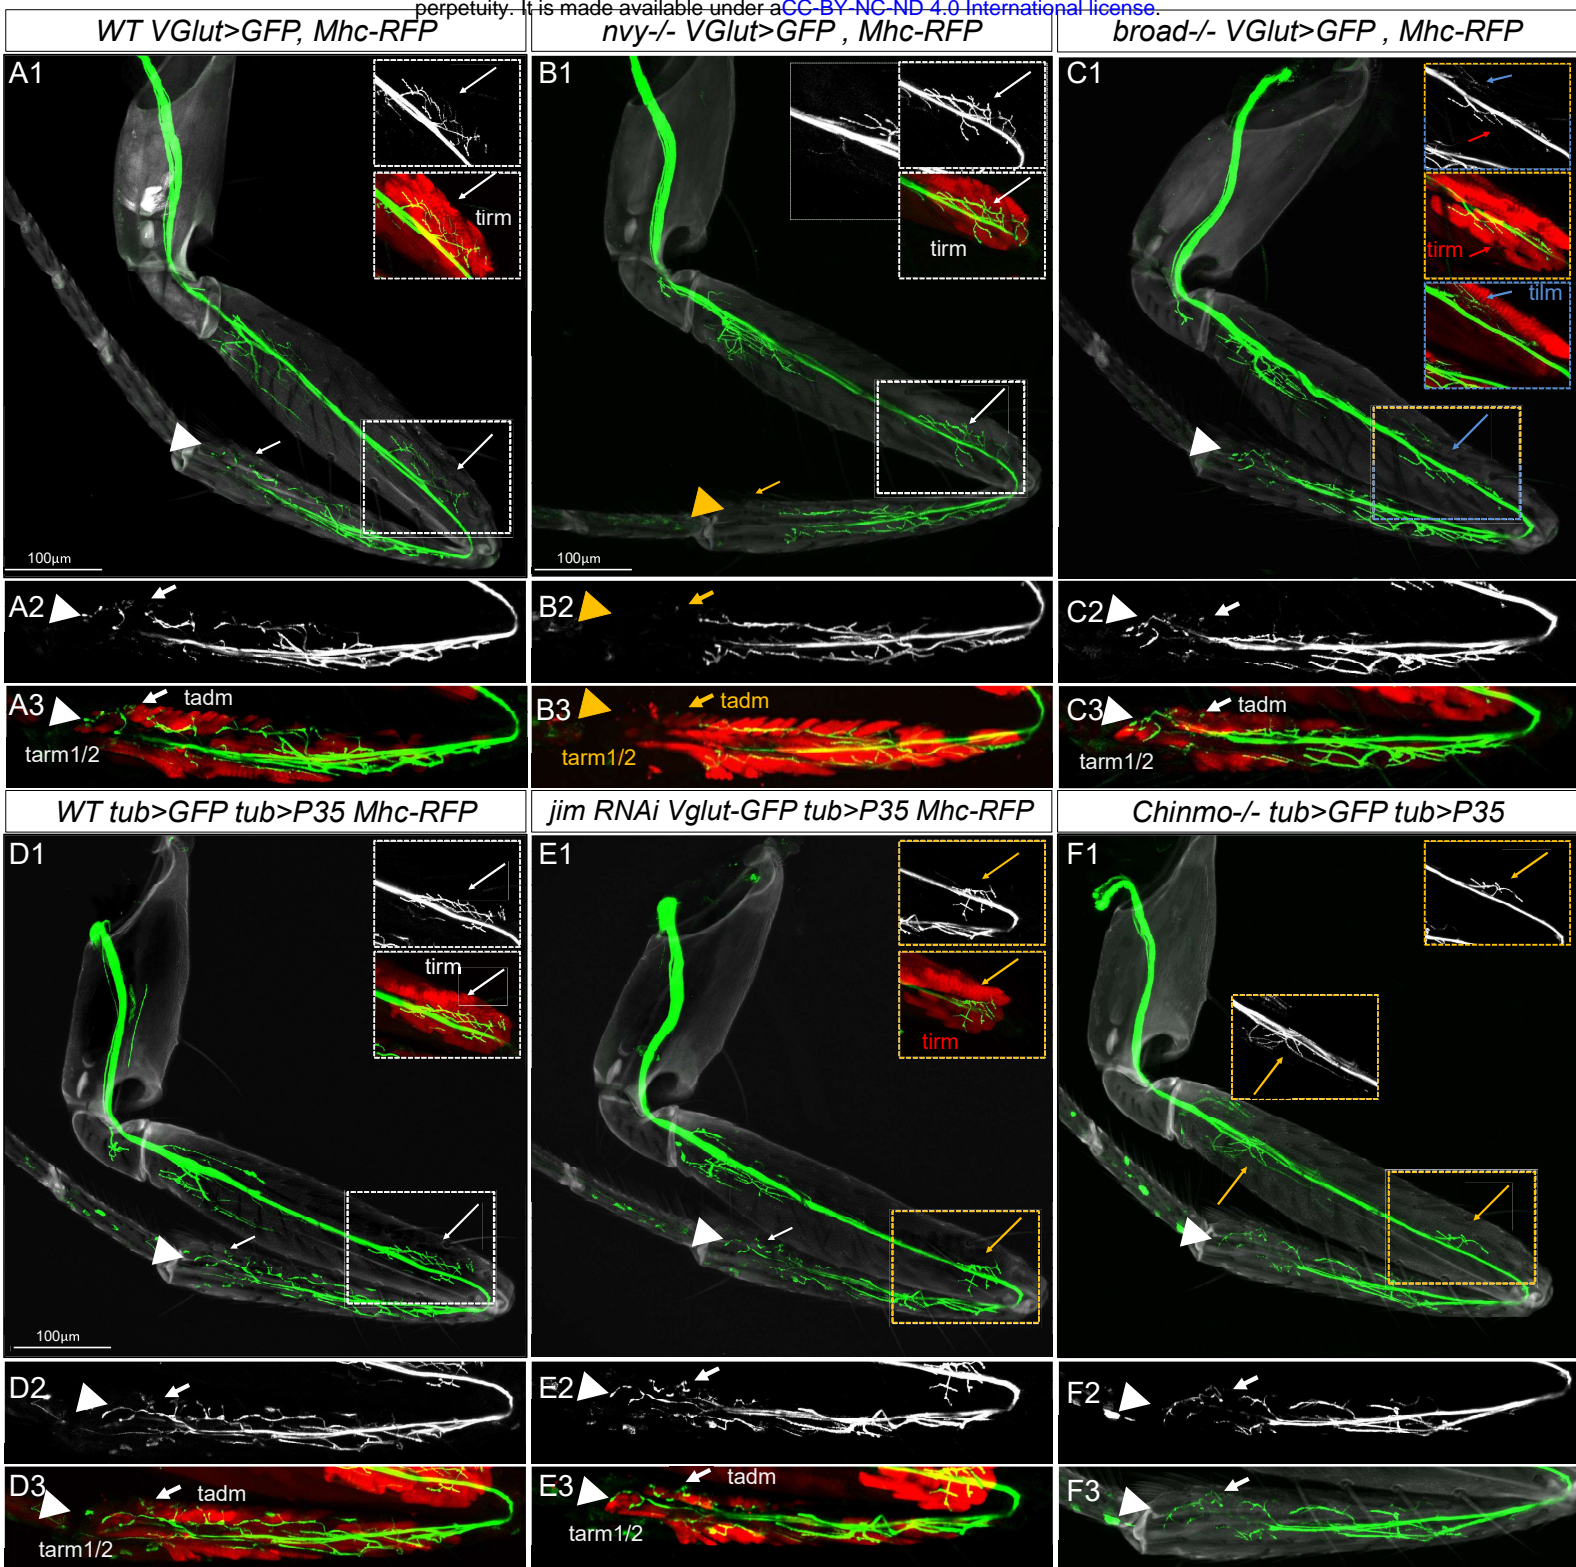 perpetuity. It is made available under aCC-BY-NC-ND 4.0 International license.
WT VGlut>GFP, Mhc-RFP
nvy-/- VGlut>GFP , Mhc-RFP
broad-/- VGlut>GFP , Mhc-RFP
A1
tirm
100µm
B1
tirm
100µm
C1
tirm
tilm
A2
B2
C2
A3
tadm
tarm1/2
B3
tadm
tarm1/2
C3
tadm
tarm1/2
WT tub>GFP tub>P35 Mhc-RFP
jim RNAi Vglut-GFP tub>P35 Mhc-RFP
Chinmo-/- tub>GFP tub>P35
D1
tirm
100µm
E1
tirm
F1
D2
E2
F2
D3
tadm
tarm1/2
E3
tadm
tarm1/2
F3